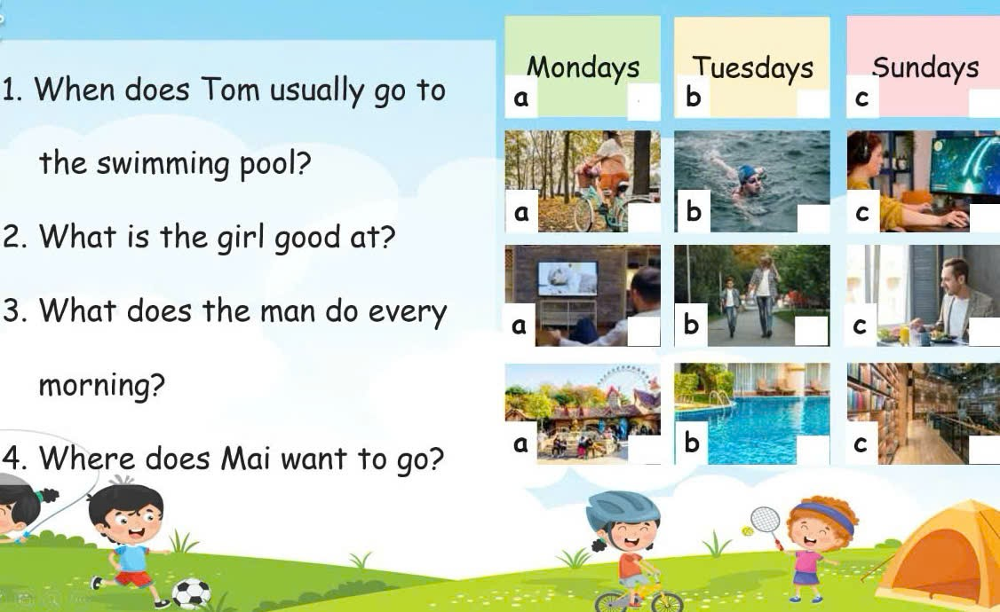 1. When does Tom usually go to
the swimming pool?
2. What is the girl good at?
3. What does the man do every
morning?
4. Where does Mai want to go?
Mondays
a
Tuesdays
b
Sundays
c
a
b
c
a
b
c
a
b
c